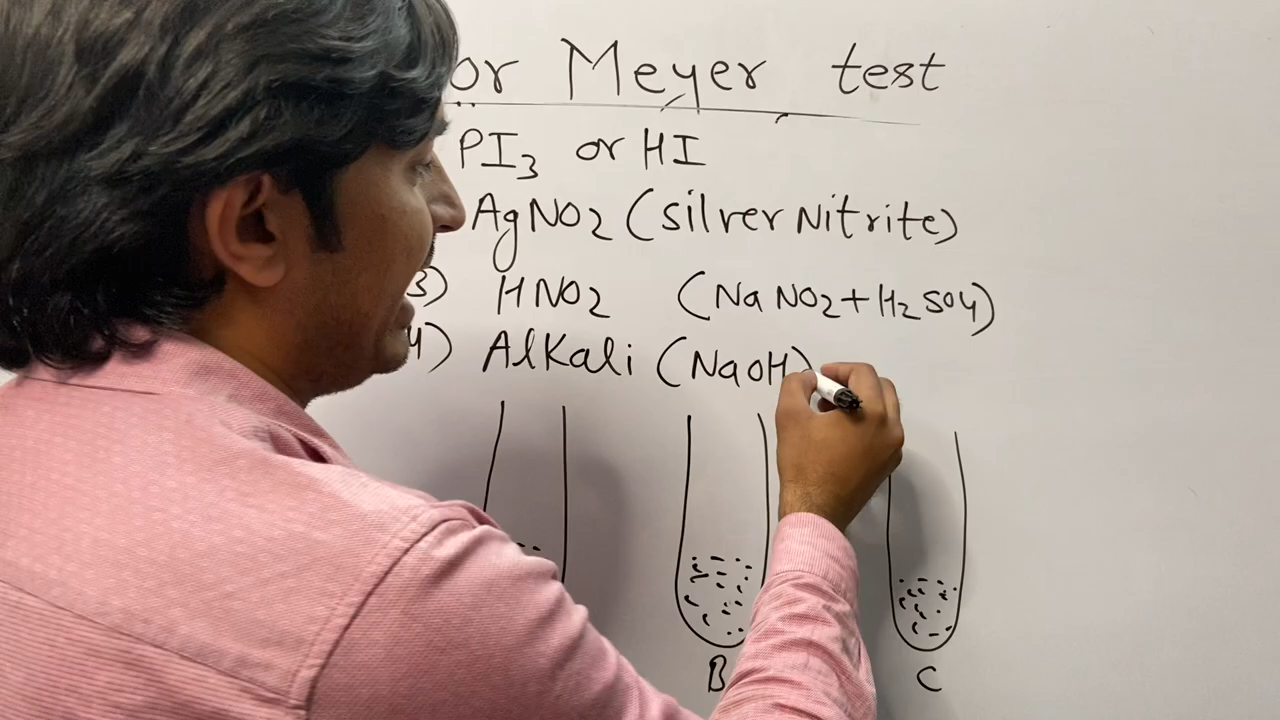 or Meyer test
PI3 or HI
AgNO2 (silver Nitrite)
3) HNO2 (NaNO2+H2SO4)
4) Alkali (NaOH)
B C